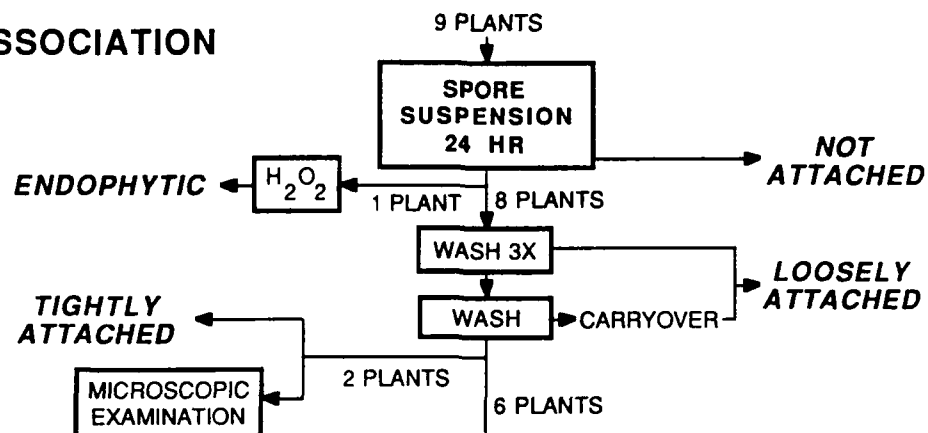 SSOCIATION
9 PLANTS
SPORE
SUSPENSION
24 HR
NOT
ATTACHED
ENDOPHYTIC
H2O2
1 PLANT
8 PLANTS
WASH 3X
LOOSELY
ATTACHED
TIGHTLY
ATTACHED
WASH
CARRYOVER
2 PLANTS
MICROSCOPIC
EXAMINATION
6 PLANTS